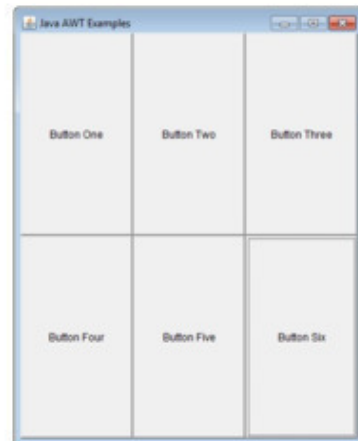 Java AWT Examples
Button One
Button Two
Button Three
Button Four
Button Five
Button Six